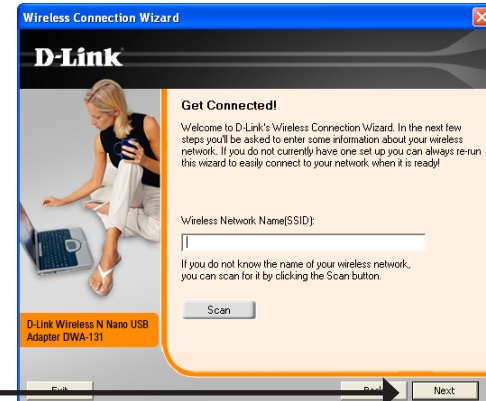 Wireless Connection Wizard
D-Link
Get Connected!
Welcome to D-Link's Wireless Connection Wizard. In the next few
steps you'll be asked to enter some information about your wireless
network. If you do not currently have one set up you can always re-run
this wizard to easily connect to your network when it is ready!
Wireless Network Name(SSID):
If you do not know the name of your wireless network,
you can scan for it by clicking the Scan button.
Scan
D-Link Wireless N Nano USB
Adapter DWA-131
Exit
Back
Next